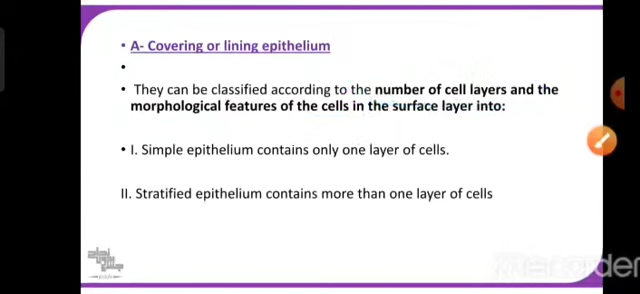 • A- Covering or lining epithelium
•
• They can be classified according to the number of cell layers and the
morphological features of the cells in the surface layer into:
• I. Simple epithelium contains only one layer of cells.
II. Stratified epithelium contains more than one layer of cells